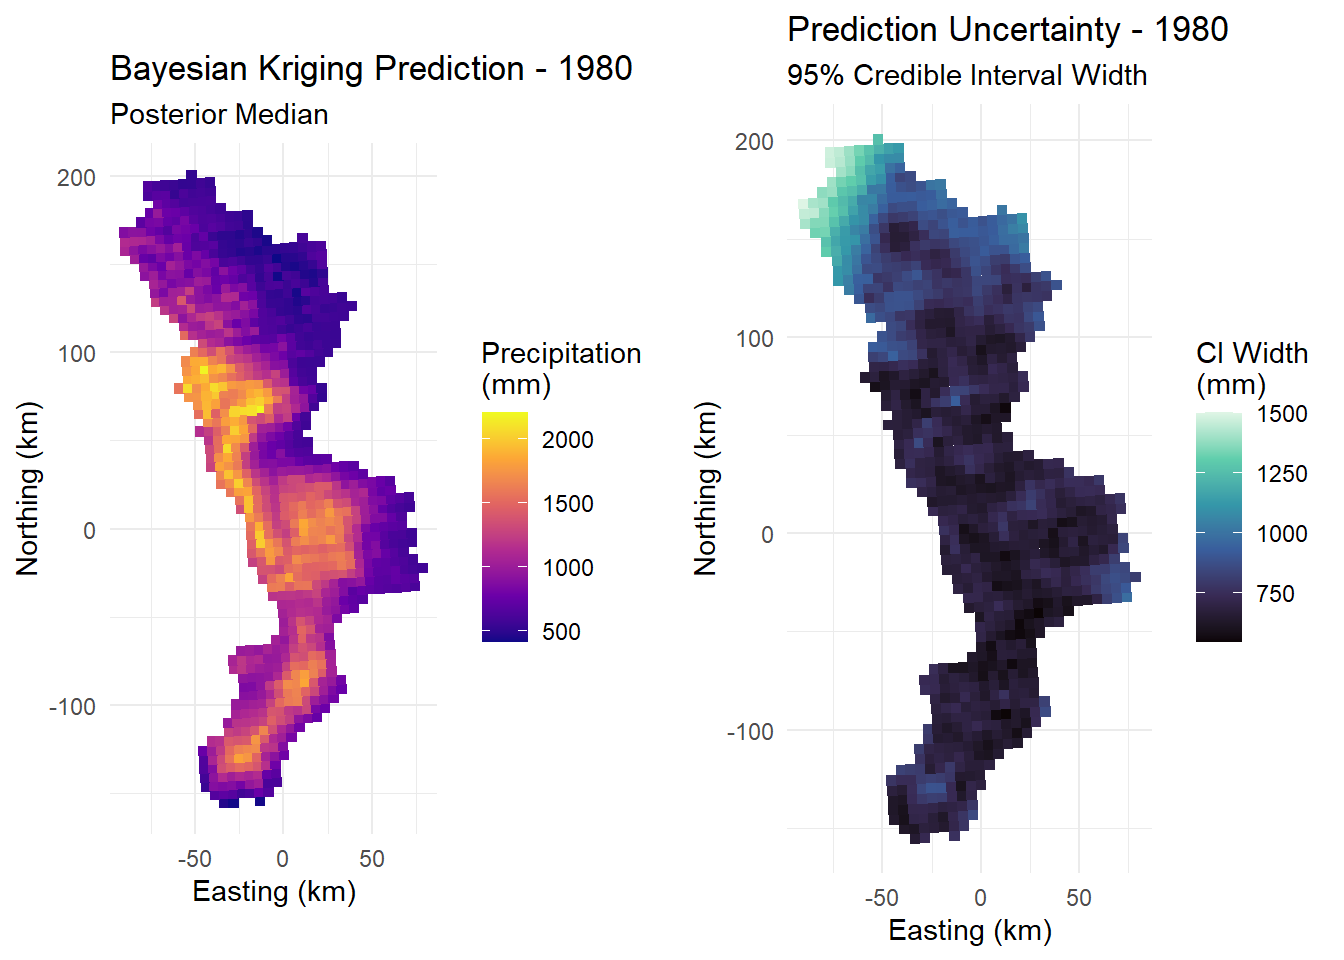 Bayesian Kriging Prediction - 1980
Posterior Median
200
100
0
-100
Northing (km)
-50
0
50
Easting (km)
Precipitation
(mm)
2000
1500
1000
500
Prediction Uncertainty - 1980
95% Credible Interval Width
200
100
0
-100
Northing (km)
-50
0
50
Easting (km)
CI Width
(mm)
1500
1250
1000
750